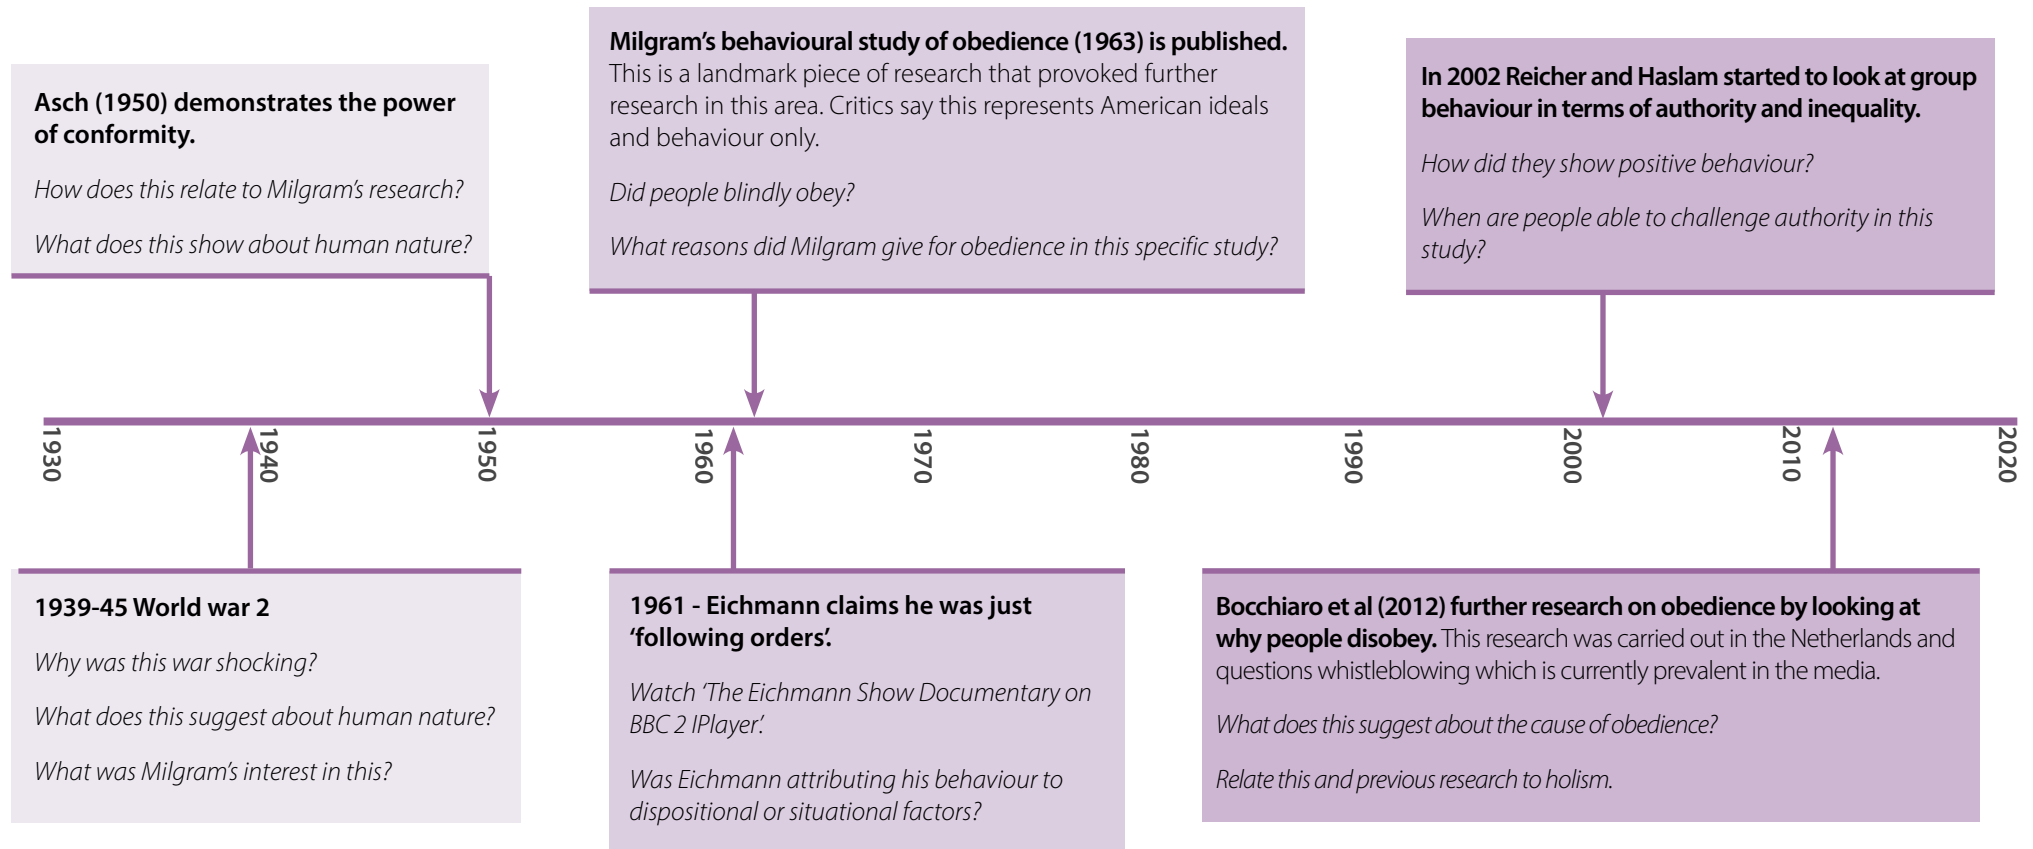 Asch (1950) demonstrates the power
of conformity.
How does this relate to Milgram’s research?
What does this show about human nature?
Milgram’s behavioural study of obedience (1963) is published.
This is a landmark piece of research that provoked further
research in this area. Critics say this represents American ideals
and behaviour only.
Did people blindly obey?
What reasons did Milgram give for obedience in this specific study?
In 2002 Reicher and Haslam started to look at group
behaviour in terms of authority and inequality.
How did they show positive behaviour?
When are people able to challenge authority in this
study?
1930
1940
1950
1960
1970
1980
1990
2000
2010
2020
1939-45 World war 2
Why was this war shocking?
What does this suggest about human nature?
What was Milgram’s interest in this?
1961 - Eichmann claims he was just
‘following orders’.
Watch ‘The Eichmann Show Documentary on
BBC 2 IPlayer’.
Was Eichmann attributing his behaviour to
dispositional or situational factors?
Bocchiaro et al (2012) further research on obedience by looking at
why people disobey. This research was carried out in the Netherlands and
questions whistleblowing which is currently prevalent in the media.
What does this suggest about the cause of obedience?
Relate this and previous research to holism.